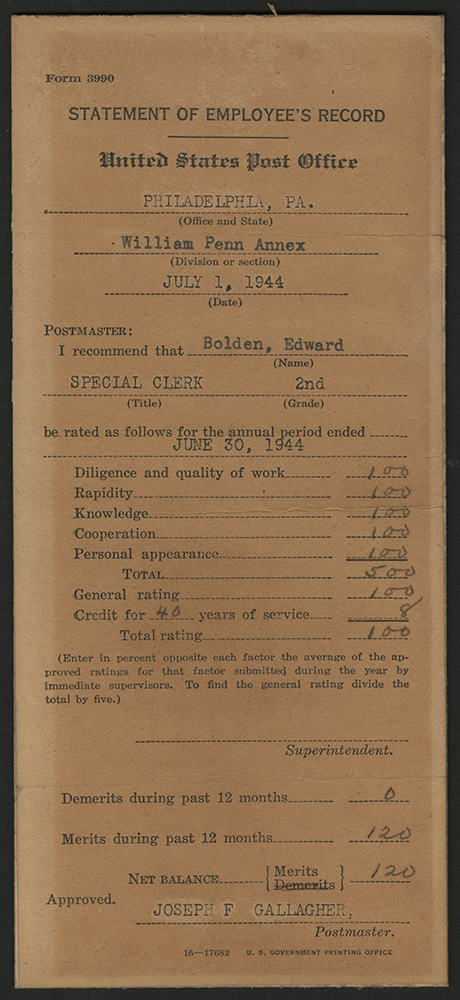 Form 3990
STATEMENT OF EMPLOYEE'S RECORD
United States Post Office
PHILADELPHIA, PA.
(Office and State)
William Penn Annex
(Division or section)
JULY 1, 1944
(Date)
POSTMASTER:
I recommend that Bolden, Edward
(Name)
SPECIAL CLERK 2nd
(Title) (Grade)
be rated as follows for the annual period ended
JUNE 30, 1944
Diligence and quality of work 100
Rapidity 100
Knowledge 100
Cooperation 100
Personal appearance 100
TOTAL 500
General rating 100
Credit for 40 years of service 8
Total rating 100
(Enter in percent opposite each factor the average of the ap-
proved ratings for that factor submitted during the year by
immediate supervisors. To find the general rating divide the
total by five.)
Superintendent.
Demerits during past 12 months 0
Merits during past 12 months 120
NET BALANCE { Merits } 120
Demerits
Approved.
JOSEPH F GALLAGHER,
Postmaster.
16—17682 U. S. GOVERNMENT PRINTING OFFICE